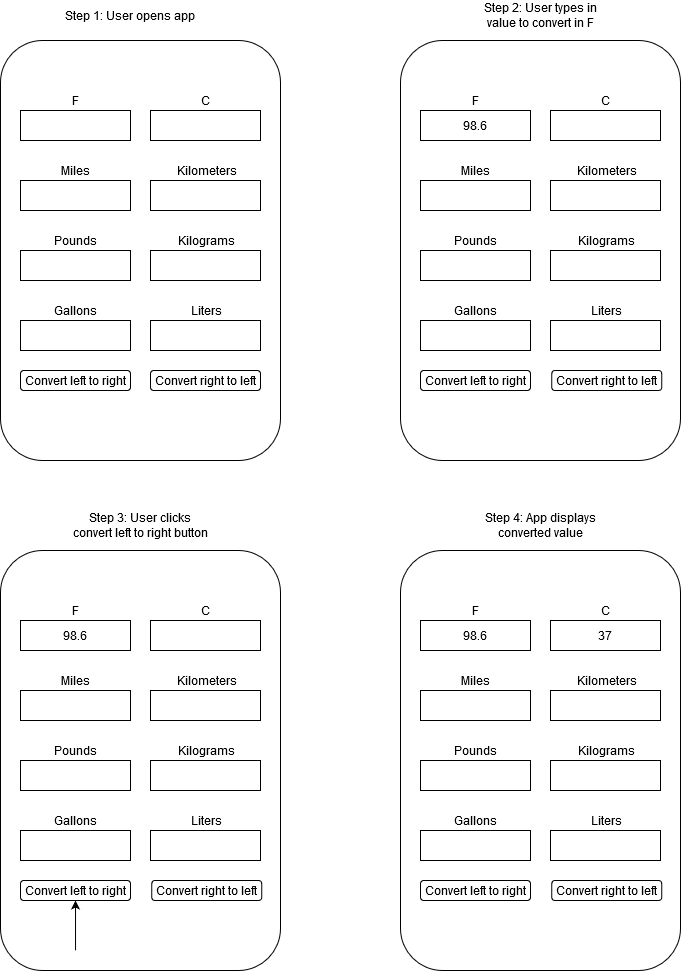 Step 1: User opens app
F C
Miles Kilometers
Pounds Kilograms
Gallons Liters
Convert left to right Convert right to left
Step 2: User types in
value to convert in F
F C
98.6
Miles Kilometers
Pounds Kilograms
Gallons Liters
Convert left to right Convert right to left
Step 3: User clicks
convert left to right button
F C
98.6
Miles Kilometers
Pounds Kilograms
Gallons Liters
Convert left to right Convert right to left
Step 4: App displays
converted value
F C
98.6 37
Miles Kilometers
Pounds Kilograms
Gallons Liters
Convert left to right Convert right to left